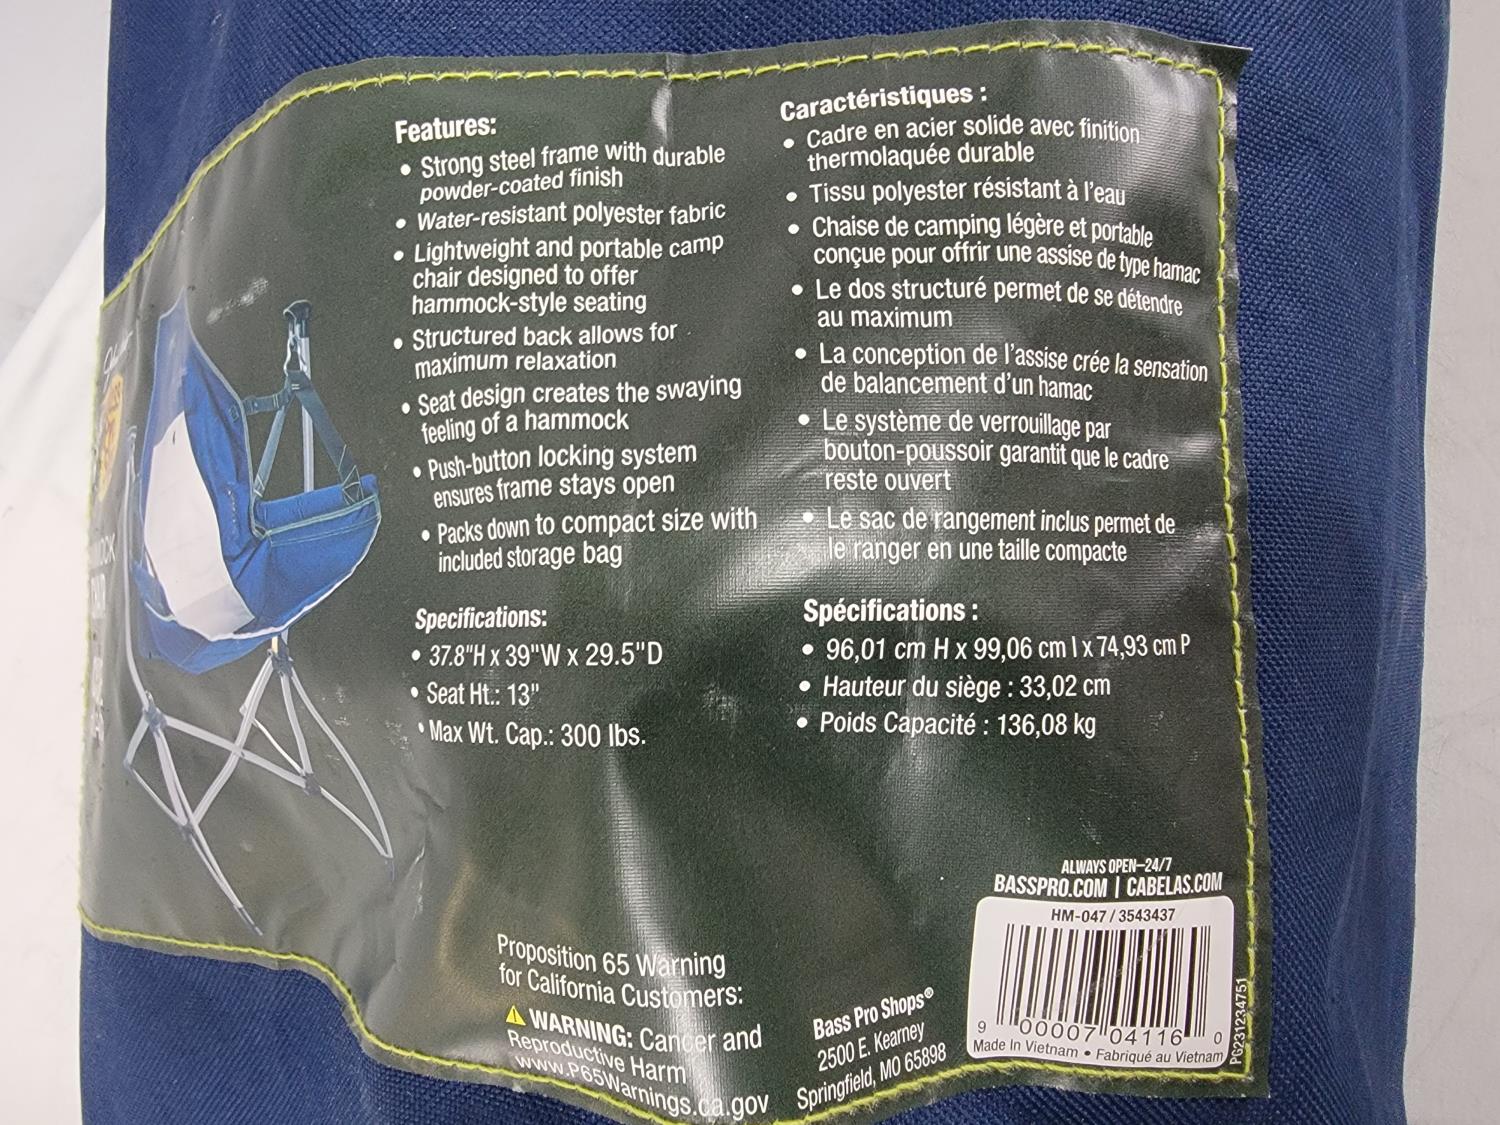 Features:
• Strong steel frame with durable
powder-coated finish
• Water-resistant polyester fabric
• Lightweight and portable camp
chair designed to offer
hammock-style seating
• Structured back allows for
maximum relaxation
• Seat design creates the swaying
feeling of a hammock
• Push-button locking system
ensures frame stays open
• Packs down to compact size with
included storage bag
Specifications:
• 37.8"H x 39"W x 29.5"D
• Seat Ht.: 13"
• Max Wt. Cap.: 300 lbs.
Caractéristiques :
• Cadre en acier solide avec finition
thermolaquée durable
• Tissu polyester résistant à l'eau
• Chaise de camping légère et portable
conçue pour offrir une assise de type hamac
• Le dos structuré permet de se détendre
au maximum
• La conception de l'assise crée la sensation
de balancement d'un hamac
• Le système de verrouillage par
bouton-poussoir garantit que le cadre
reste ouvert
• Le sac de rangement inclus permet de
le ranger en une taille compacte
Spécifications :
• 96,01 cm H x 99,06 cm l x 74,93 cm P
• Hauteur du siège : 33,02 cm
• Poids Capacité : 136,08 kg
Proposition 65 Warning
for California Customers:
WARNING: Cancer and
Reproductive Harm
www.P65Warnings.ca.gov
Bass Pro Shops®
2500 E. Kearney
Springfield, MO 65898
ALWAYS OPEN–24/7
BASSPRO.COM | CABELAS.COM
HM-047 / 3543437
9 00007 04116 0
Made In Vietnam • Fabriqué au Vietnam
PG231234751